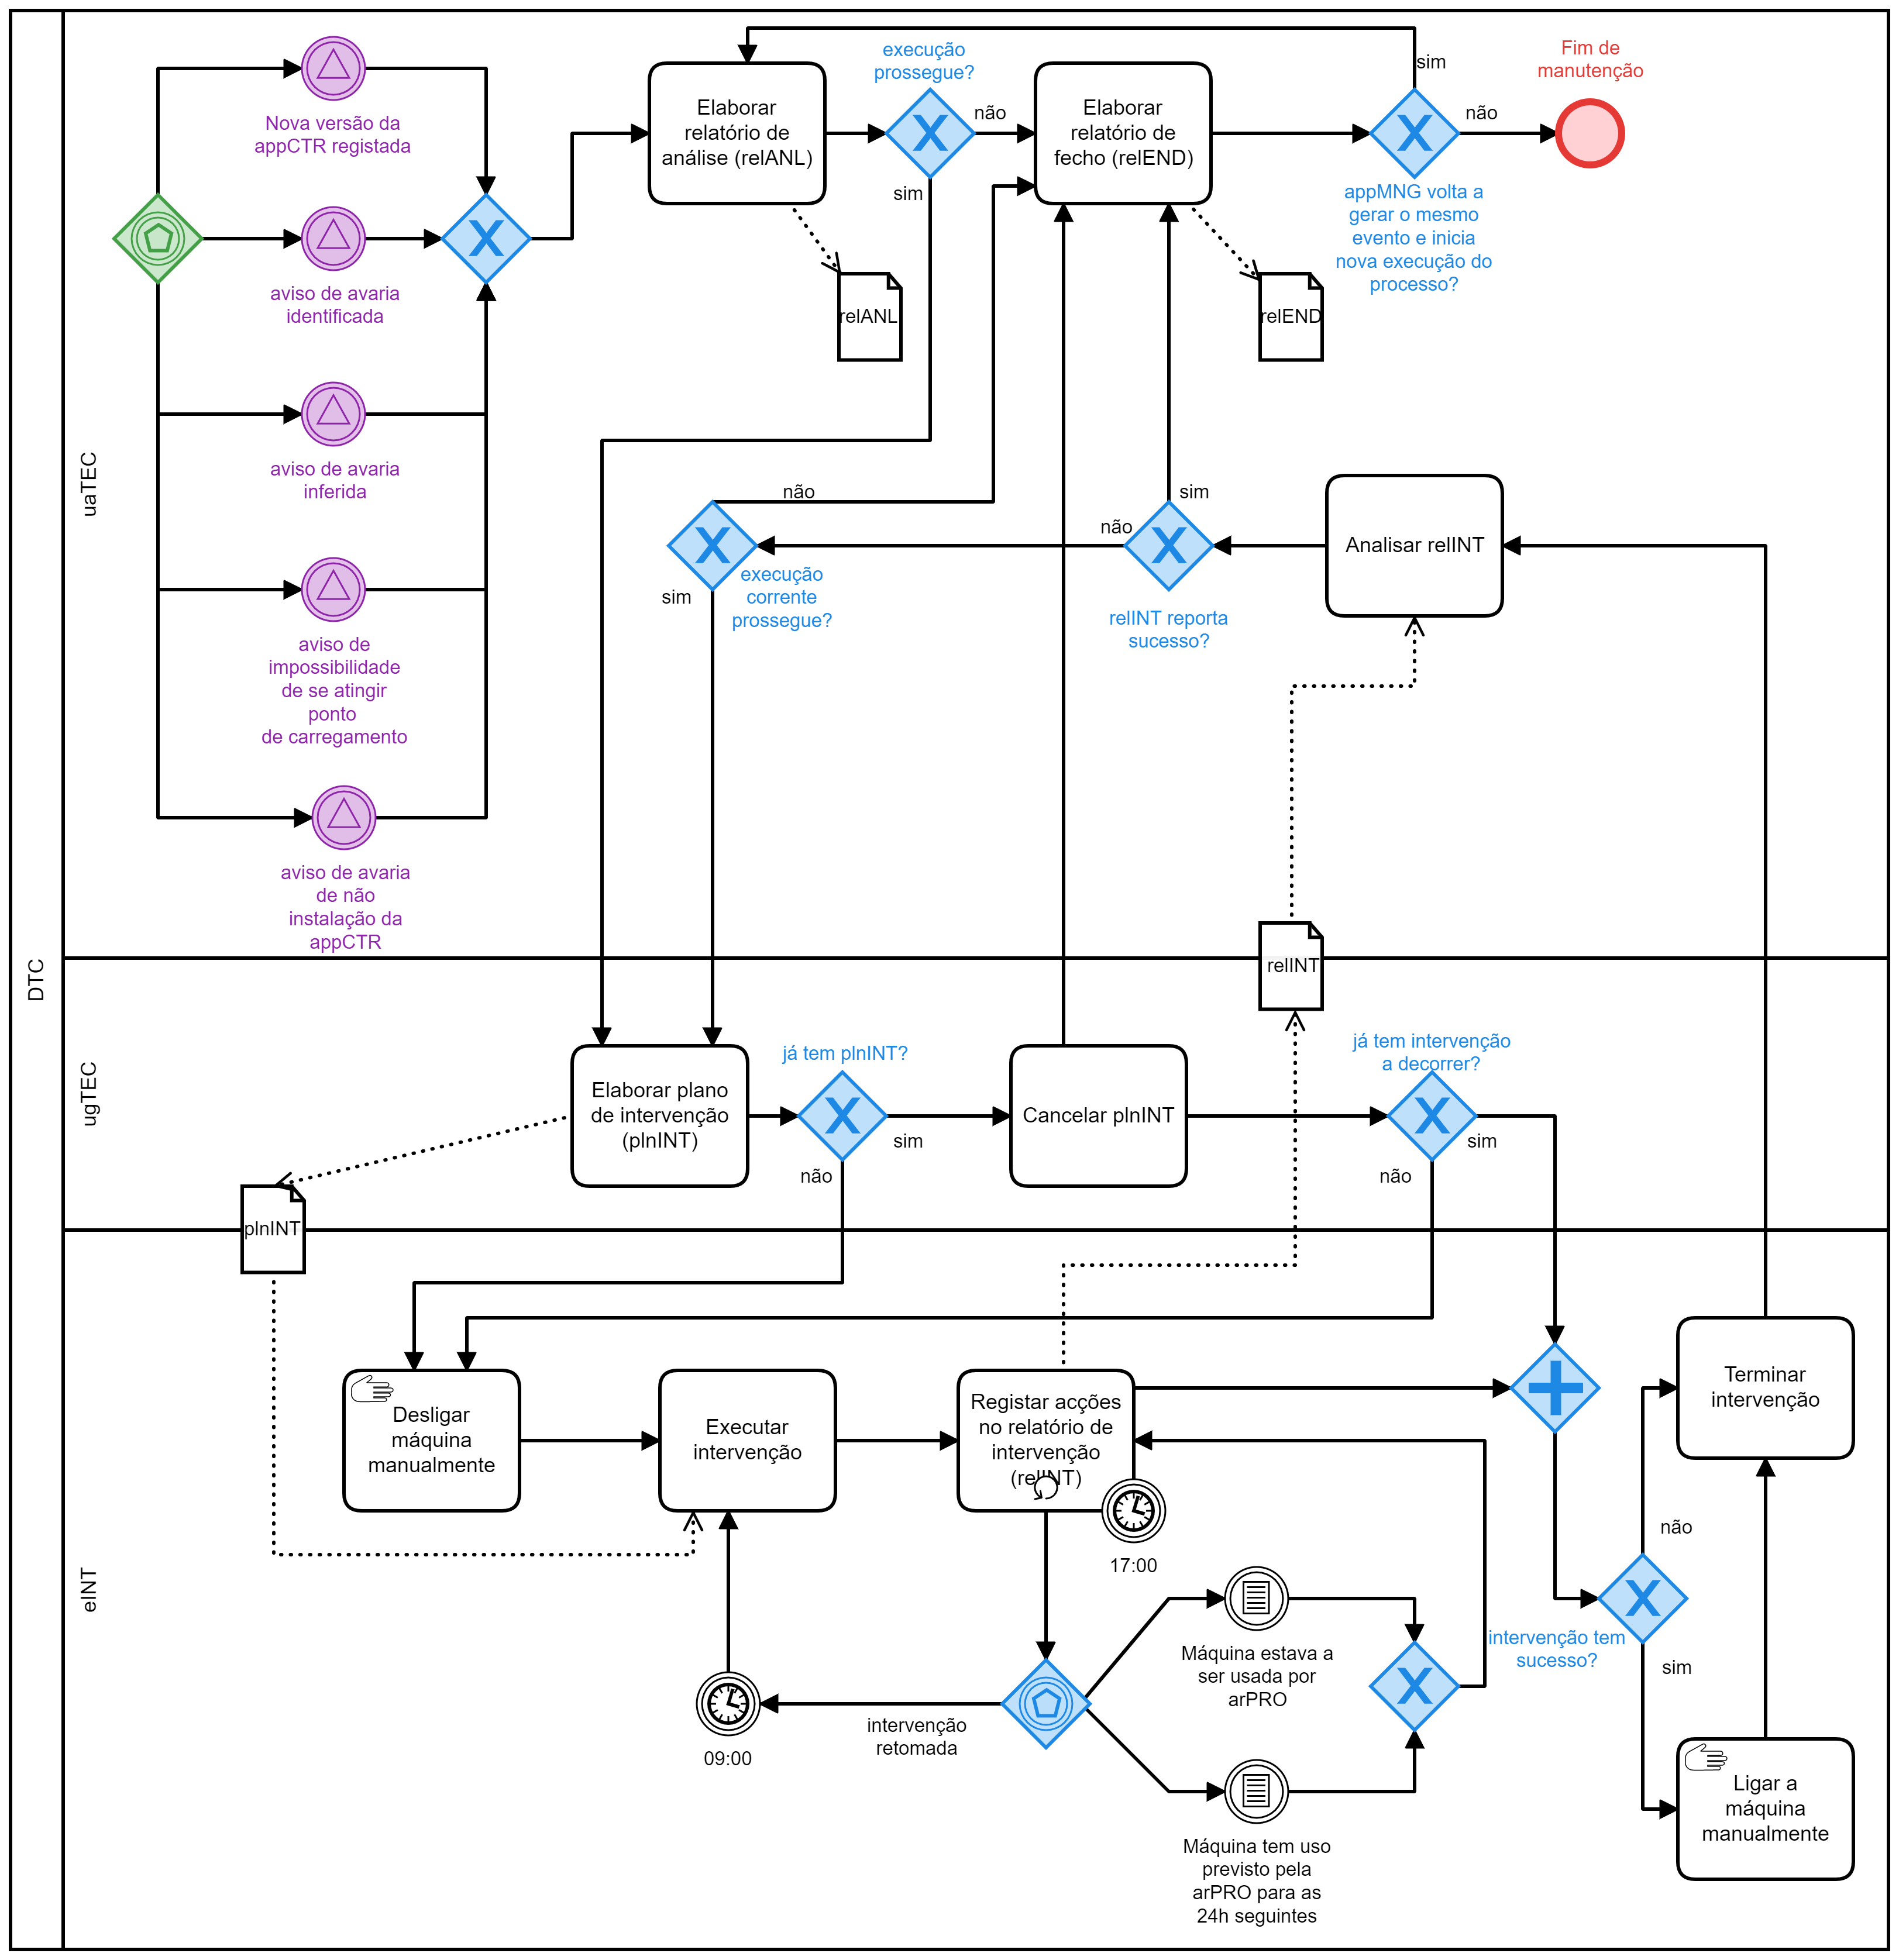 DTC
uaTEC
Nova versão da
appCTR registada
aviso de avaria
identificada
aviso de avaria
inferida
aviso de
impossibilidade
de se atingir
ponto
de carregamento
aviso de avaria
de não
instalação da
appCTR
Elaborar
relatório de
análise (relANL)
relANL
execução
prossegue?
não
sim
Elaborar
relatório de
fecho (relEND)
relEND
sim
não
appMNG volta a
gerar o mesmo
evento e inicia
nova execução do
processo?
Fim de
manutenção
não
sim
execução
corrente
prossegue?
sim
não
relINT reporta
sucesso?
Analisar relINT
relINT
ugTEC
Elaborar plano
de intervenção
(plnINT)
já tem plnINT?
sim
não
Cancelar plnINT
já tem intervenção
a decorrer?
sim
não
plnINT
eINT
Desligar
máquina
manualmente
Executar
intervenção
Registar acções
no relatório de
intervenção
(relINT)
17:00
09:00
intervenção
retomada
Máquina estava a
ser usada por
arPRO
Máquina tem uso
previsto pela
arPRO para as
24h seguintes
intervenção tem
sucesso?
não
sim
Terminar
intervenção
Ligar a
máquina
manualmente